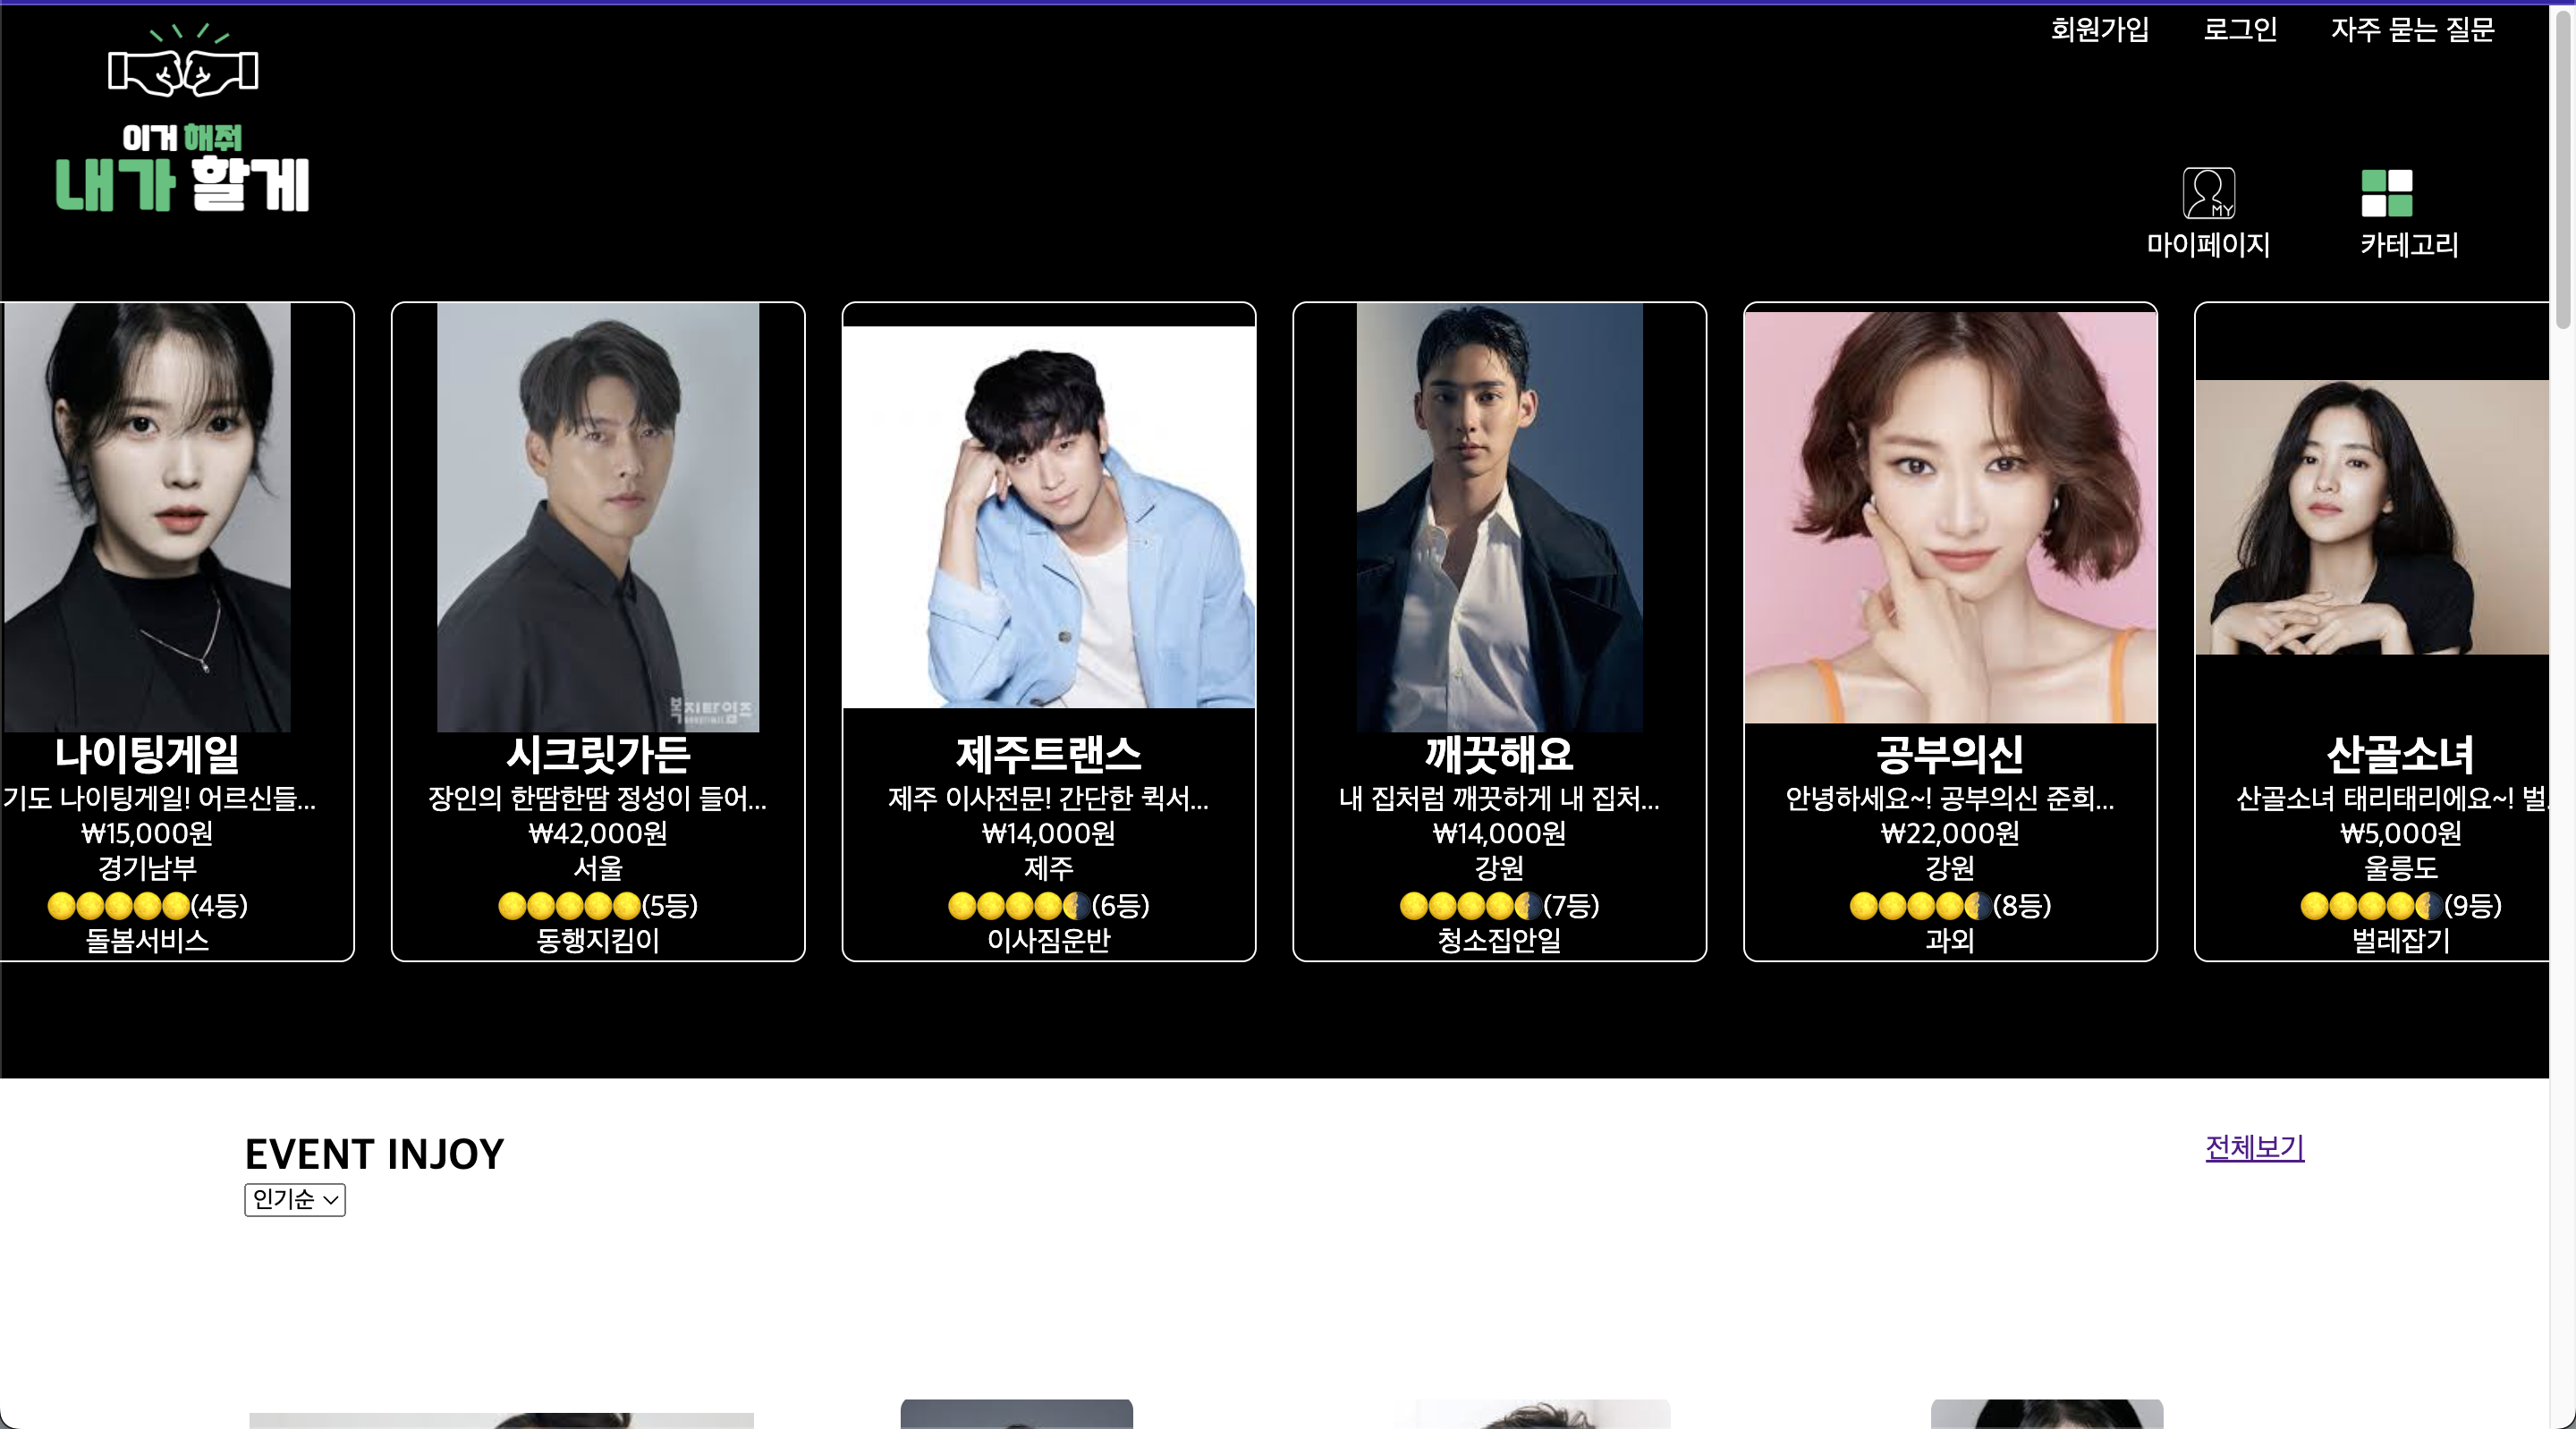 회원가입 로그인 자주 묻는 질문
이거 해줘
내가 할게
MY
마이페이지 카테고리
복지타임즈
나이팅게일
기도 나이팅게일! 어르신들...
₩15,000원
경기남부
(4등)
돌봄서비스
시크릿가든
장인의 한땀한땀 정성이 들어...
₩42,000원
서울
(5등)
동행지킴이
제주트랜스
제주 이사전문! 간단한 퀵서...
₩14,000원
제주
(6등)
이사짐운반
깨끗해요
내 집처럼 깨끗하게 내 집처...
₩14,000원
강원
(7등)
청소집안일
공부의신
안녕하세요~! 공부의신 준희...
₩22,000원
강원
(8등)
과외
산골소녀
산골소녀 태리태리에요~! 벌
₩5,000원
울릉도
(9등)
벌레잡기
EVENT INJOY
전체보기
인기순